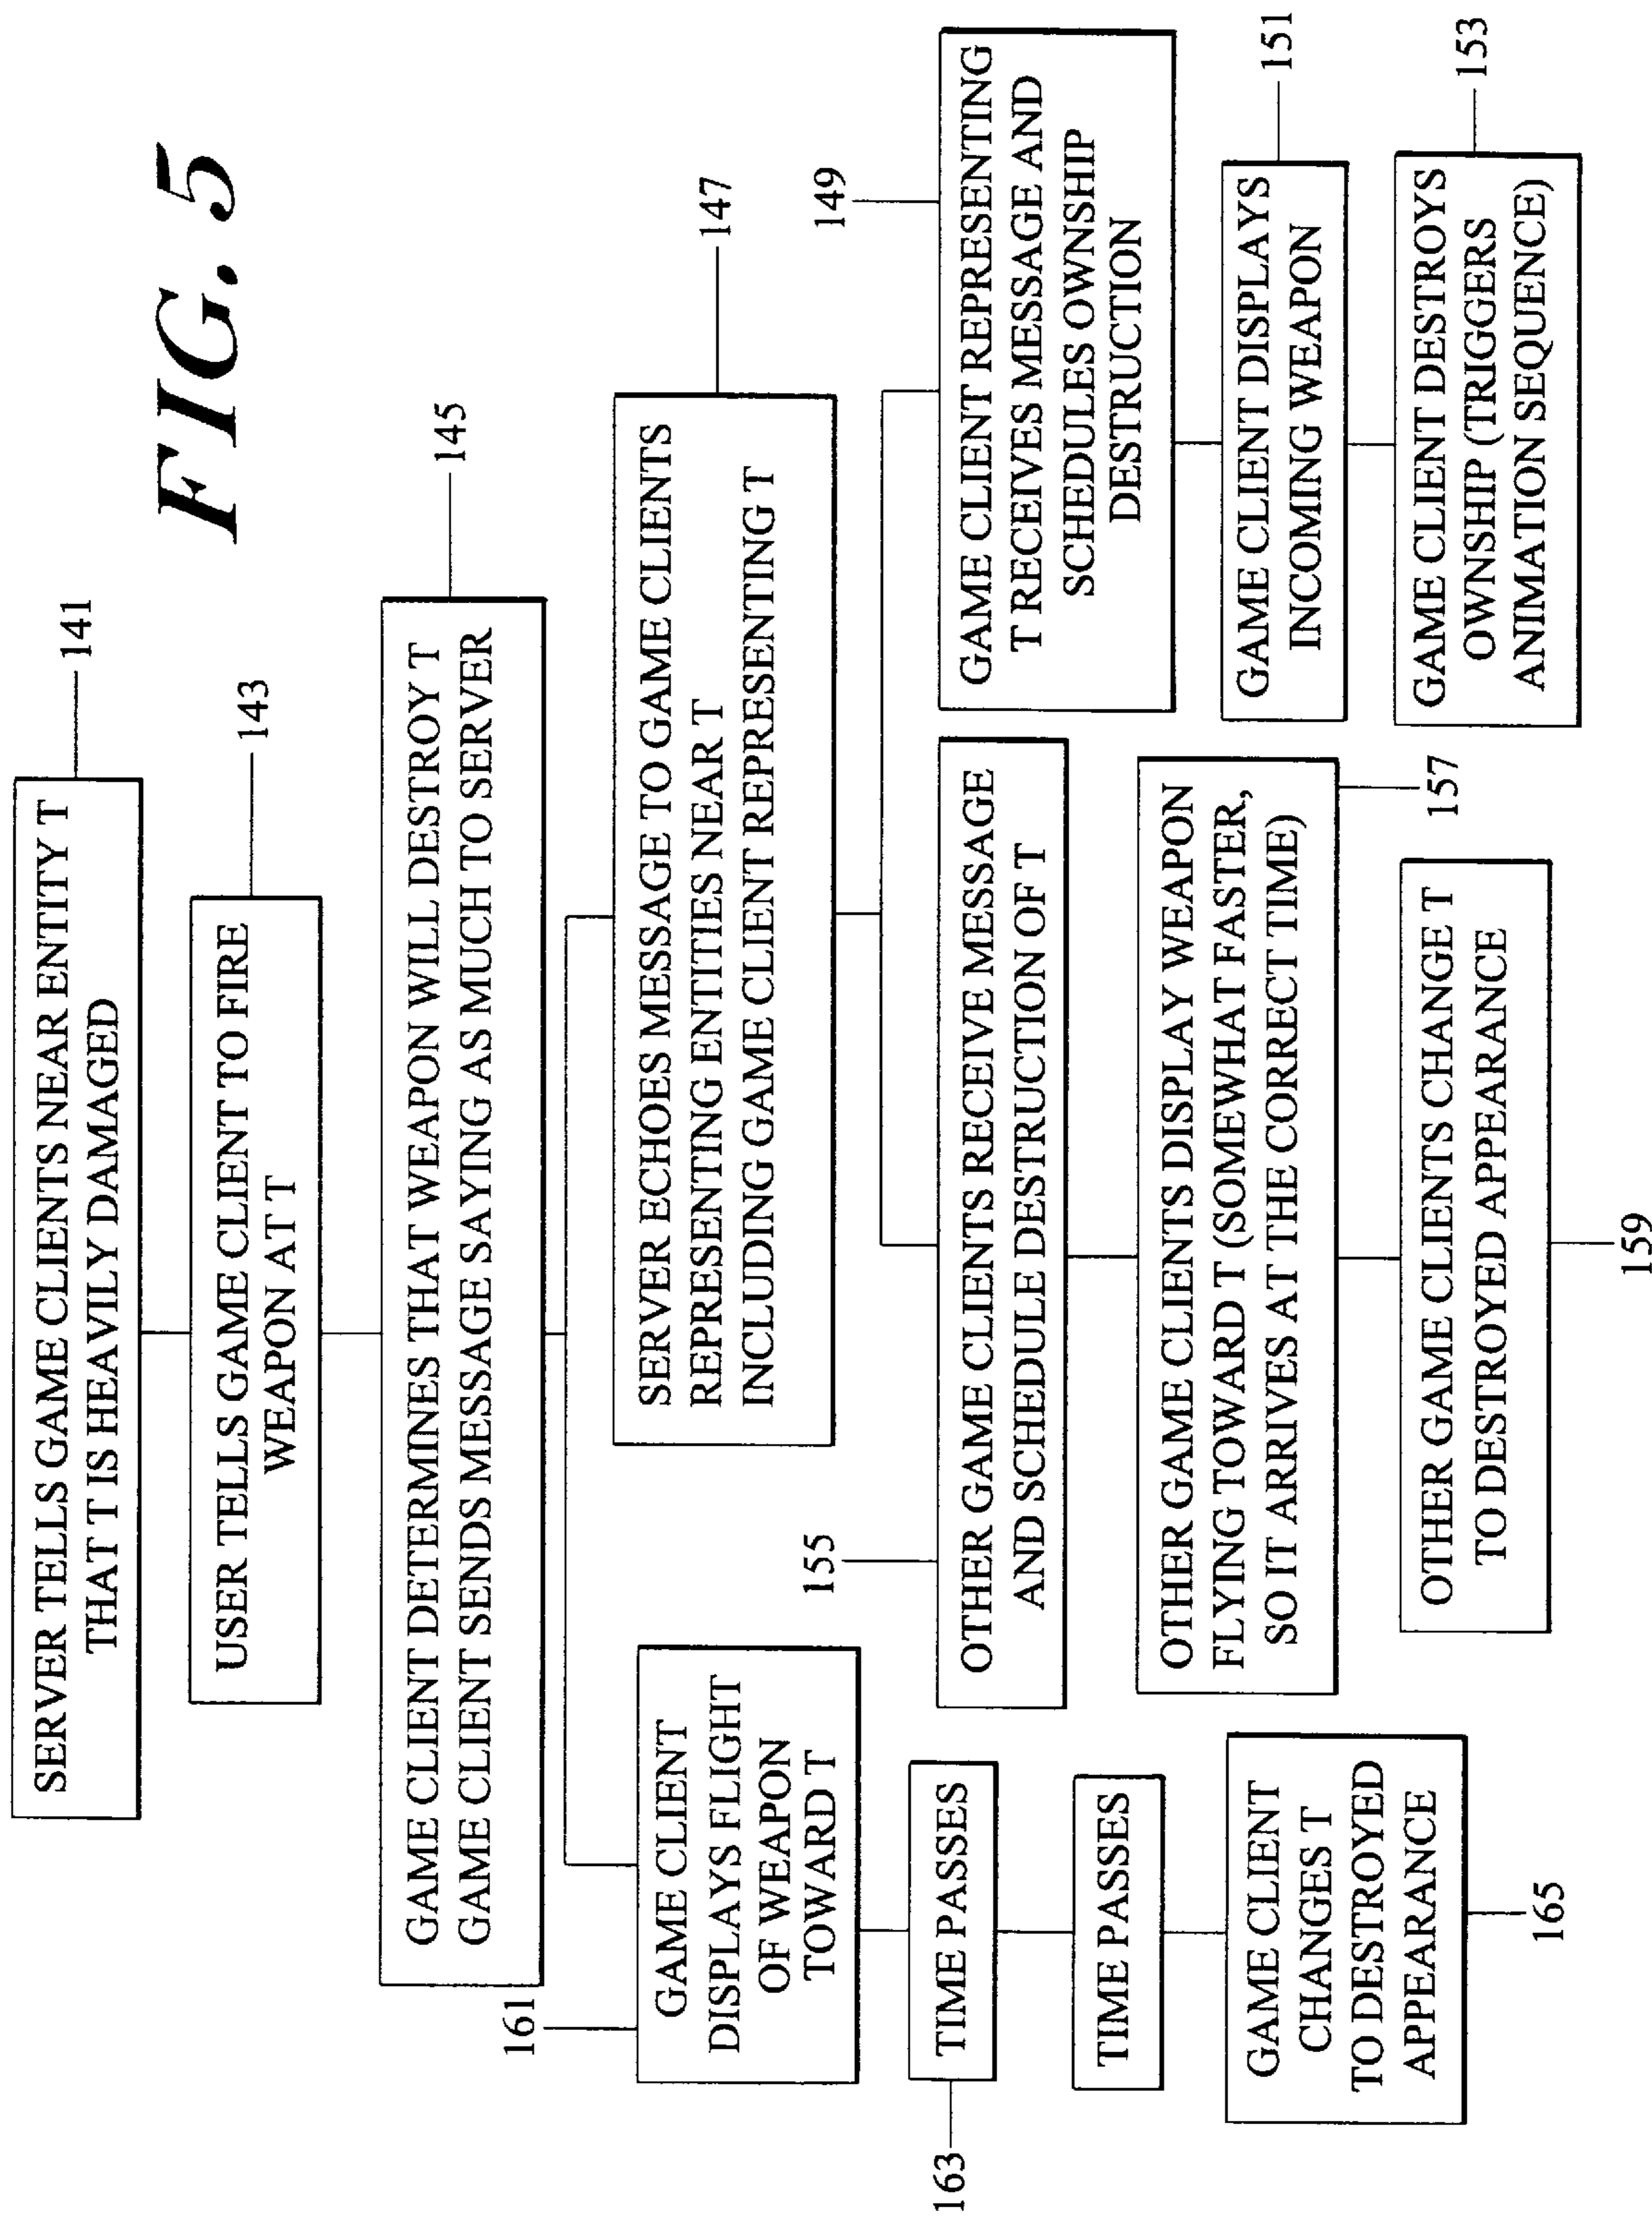 FIG. 5
SERVER TELLS GAME CLIENTS NEAR ENTITY T
THAT T IS HEAVILY DAMAGED
141
USER TELLS GAME CLIENT TO FIRE
WEAPON AT T
143
GAME CLIENT DETERMINES THAT WEAPON WILL DESTROY T
GAME CLIENT SENDS MESSAGE SAYING AS MUCH TO SERVER
145
161
GAME CLIENT
DISPLAYS FLIGHT
OF WEAPON
TOWARD T
SERVER ECHOES MESSAGE TO GAME CLIENTS
REPRESENTING ENTITIES NEAR T
INCLUDING GAME CLIENT REPRESENTING T
147
163
TIME PASSES
TIME PASSES
GAME CLIENT
CHANGES T
TO DESTROYED
APPEARANCE
165
155
OTHER GAME CLIENTS RECEIVE MESSAGE
AND SCHEDULE DESTRUCTION OF T
OTHER GAME CLIENTS DISPLAY WEAPON
FLYING TOWARD T (SOMEWHAT FASTER,
SO IT ARRIVES AT THE CORRECT TIME)
157
OTHER GAME CLIENTS CHANGE T
TO DESTROYED APPEARANCE
159
149
GAME CLIENT REPRESENTING
T RECEIVES MESSAGE AND
SCHEDULES OWNSHIP
DESTRUCTION
GAME CLIENT DISPLAYS
INCOMING WEAPON
151
GAME CLIENT DESTROYS
OWNSHIP (TRIGGERS
ANIMATION SEQUENCE)
153